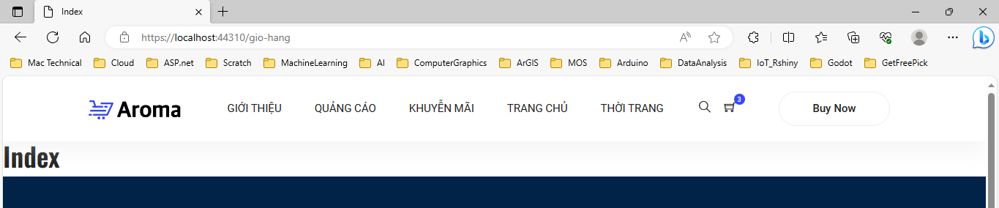 Index
https://localhost:44310/gio-hang
Mac Technical Cloud ASP.net Scratch MachineLearning AI ComputerGraphics ArGIS MOS Arduino DataAnalysis IoT_Rshiny Godot GetFreePick
Aroma GIỚI THIỆU QUẢNG CÁO KHUYỄN MÃI TRANG CHỦ THỜI TRANG 3 Buy Now
Index